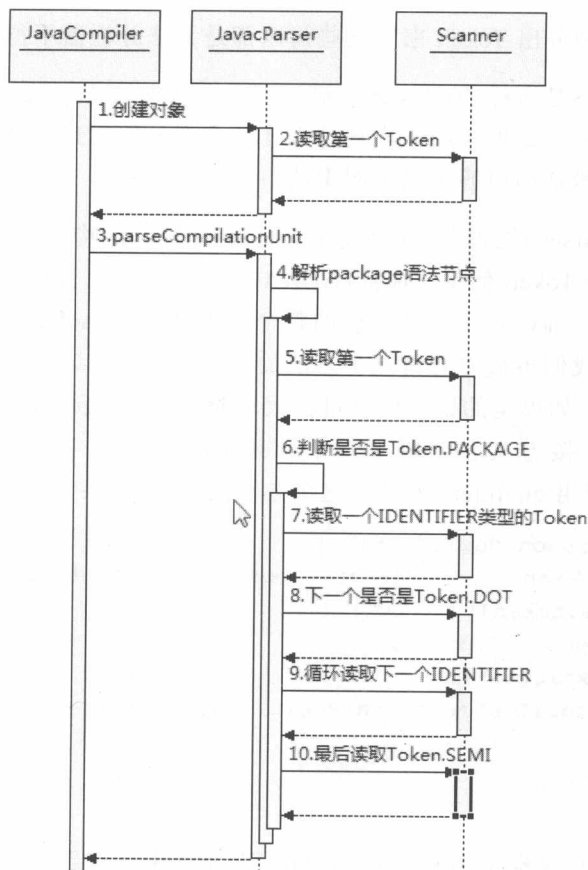 JavaCompiler
JavacParser
Scanner
1.创建对象
2.读取第一个Token
3.parseCompilationUnit
4.解析package语法节点
5.读取第一个Token
6.判断是否是Token.PACKAGE
7.读取一个IDENTIFIER类型的Token
8.下一个是否是Token.DOT
9.循环读取下一个IDENTIFIER
10.最后读取Token.SEMI